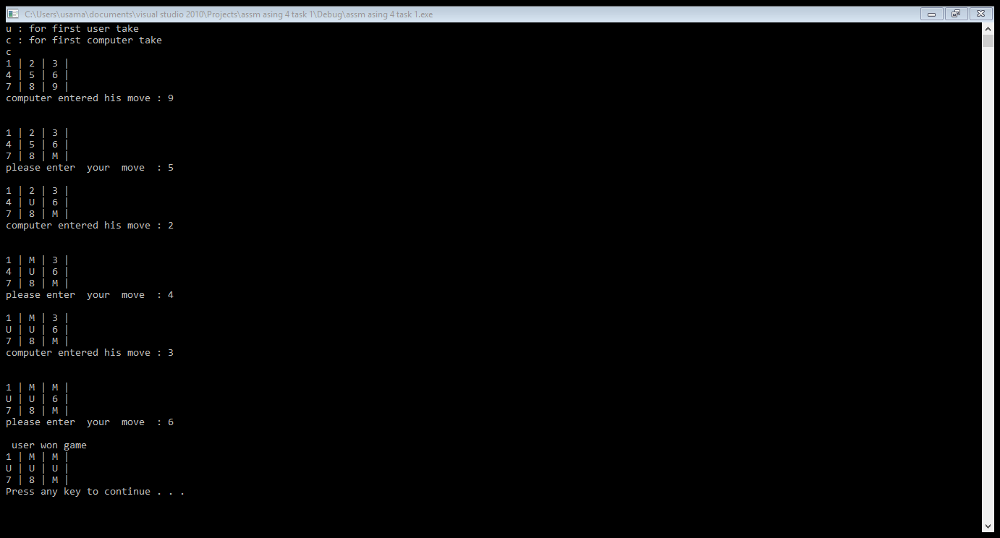 C:\Users\usama\documents\visual studio 2010\Projects\assm asing 4 task 1\Debug\assm asing 4 task 1.exe
u : for first user take
c : for first computer take
c
1 | 2 | 3 |
4 | 5 | 6 |
7 | 8 | 9 |
computer entered his move : 9
1 | 2 | 3 |
4 | 5 | 6 |
7 | 8 | M |
please enter  your  move  : 5
1 | 2 | 3 |
4 | U | 6 |
7 | 8 | M |
computer entered his move : 2
1 | M | 3 |
4 | U | 6 |
7 | 8 | M |
please enter  your  move  : 4
1 | M | 3 |
U | U | 6 |
7 | 8 | M |
computer entered his move : 3
1 | M | M |
U | U | 6 |
7 | 8 | M |
please enter  your  move  : 6
 user won game
1 | M | M |
U | U | U |
7 | 8 | M |
Press any key to continue . . .